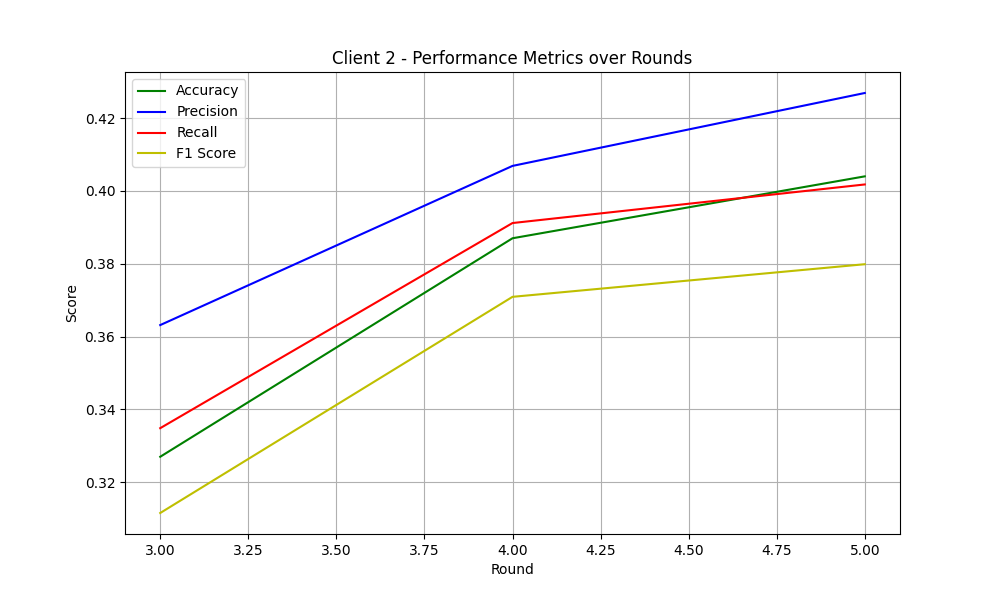 Client 2 - Performance Metrics over Rounds
Accuracy
Precision
Recall
F1 Score
0.42
0.40
0.38
0.36
0.34
0.32
Score
3.00 3.25 3.50 3.75 4.00 4.25 4.50 4.75 5.00
Round